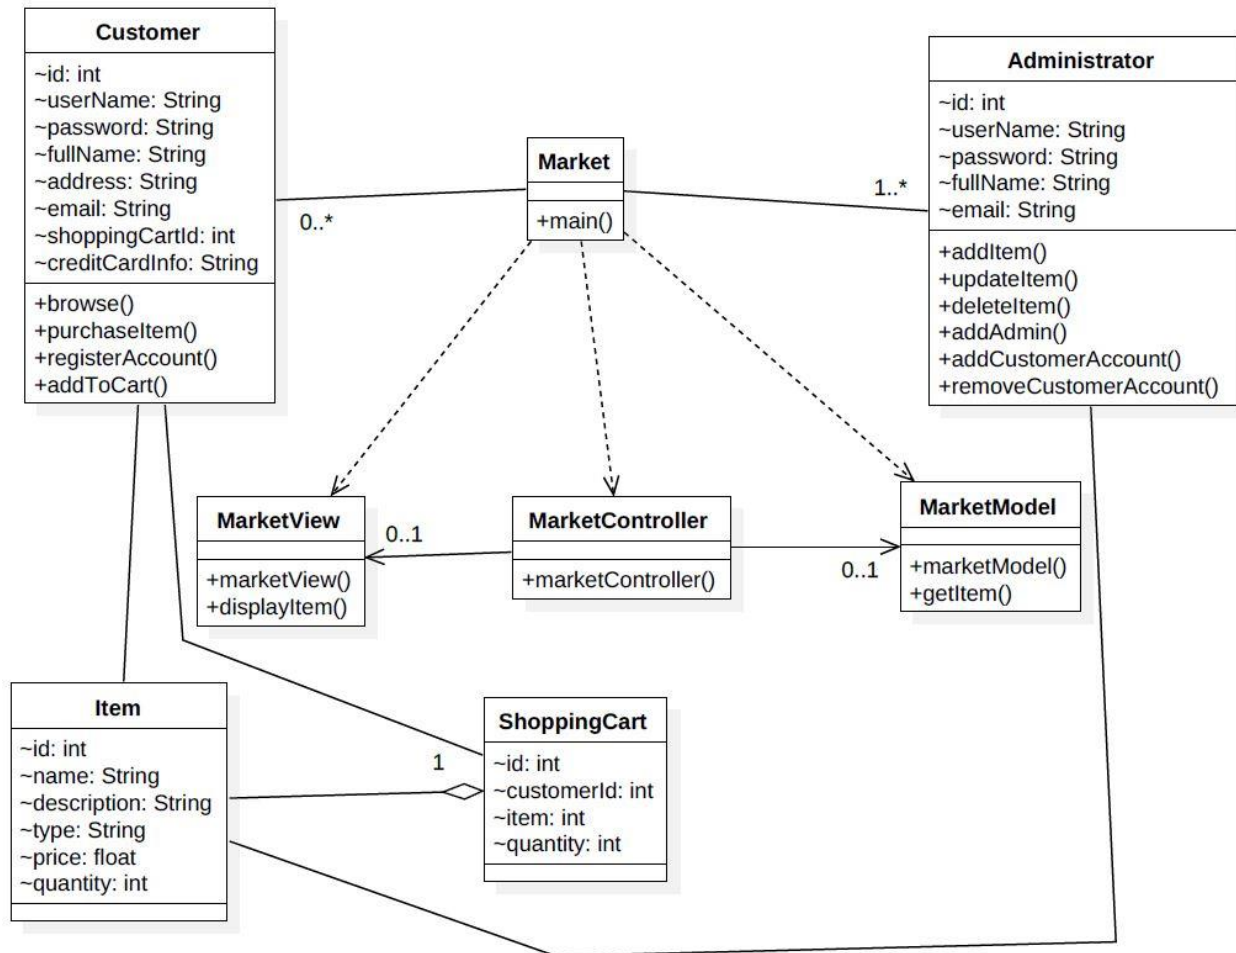 Customer
~id: int
~userName: String
~password: String
~fullName: String
~address: String
~email: String
~shoppingCartId: int
~creditCardInfo: String
+browse()
+purchaseItem()
+registerAccount()
+addToCart()
0..*
Market
+main()
1..*
Administrator
~id: int
~userName: String
~password: String
~fullName: String
~email: String
+addItem()
+updateItem()
+deleteItem()
+addAdmin()
+addCustomerAccount()
+removeCustomerAccount()
MarketView
+marketView()
+displayItem()
0..1
MarketController
+marketController()
0..1
MarketModel
+marketModel()
+getItem()
Item
~id: int
~name: String
~description: String
~type: String
~price: float
~quantity: int
1
ShoppingCart
~id: int
~customerId: int
~item: int
~quantity: int